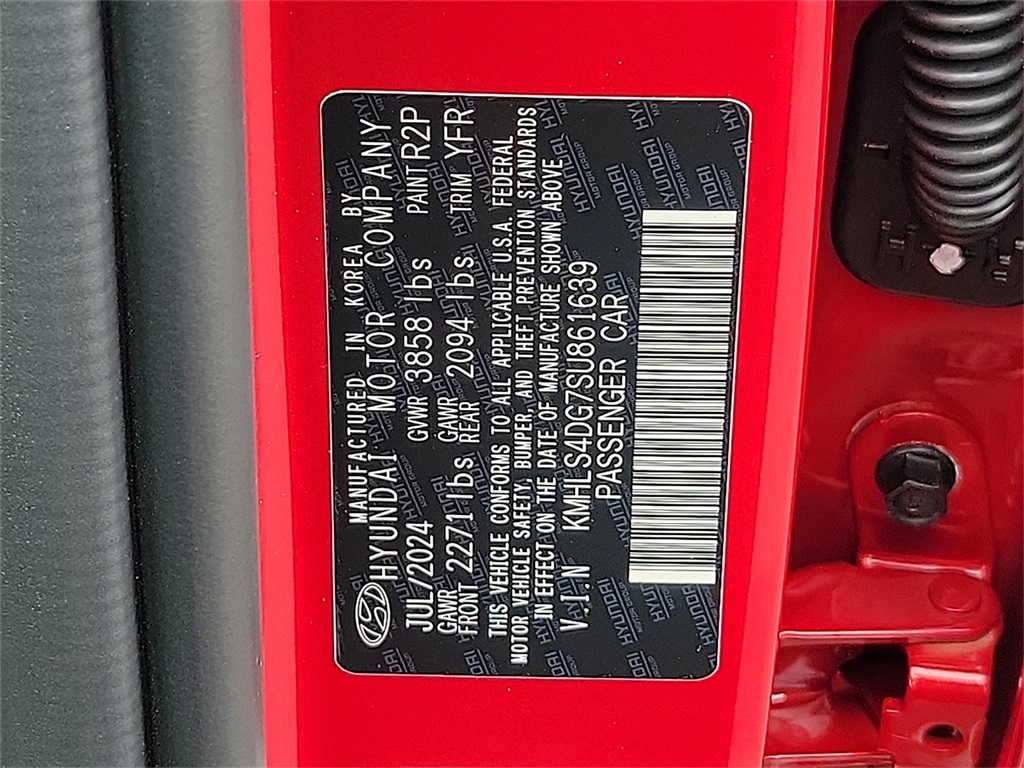 MANUFACTURED IN KOREA BY
HYUNDAI MOTOR COMPANY
JUL/2024 GVWR 3858 lbs PAINT R2P
GAWR FRONT 2271 lbs GAWR REAR 2094 lbs TRIM YFR
THIS VEHICLE CONFORMS TO ALL APPLICABLE U.S.A. FEDERAL
MOTOR VEHICLE SAFETY, BUMPER, AND THEFT PREVENTION STANDARDS
IN EFFECT ON THE DATE OF MANUFACTURE SHOWN ABOVE
V.I.N KMHLS4DG7SU861639
PASSENGER CAR